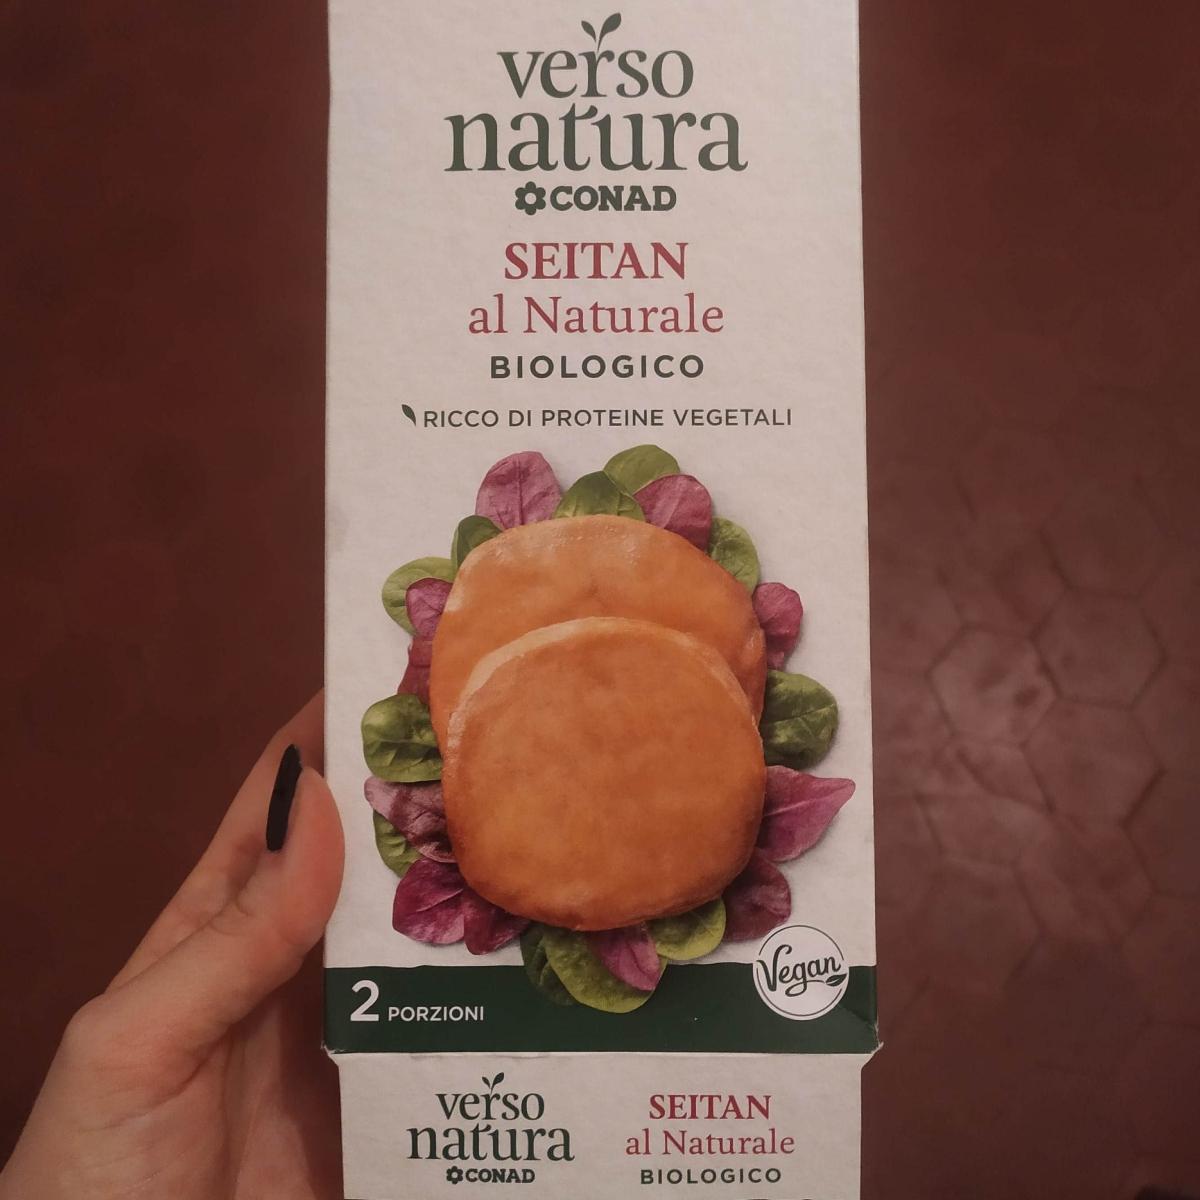 verso
natura
CONAD
SEITAN
al Naturale
BIOLOGICO
RICCO DI PROTEINE VEGETALI
2 PORZIONI
Vegan
verso
natura
CONAD
SEITAN
al Naturale
BIOLOGICO